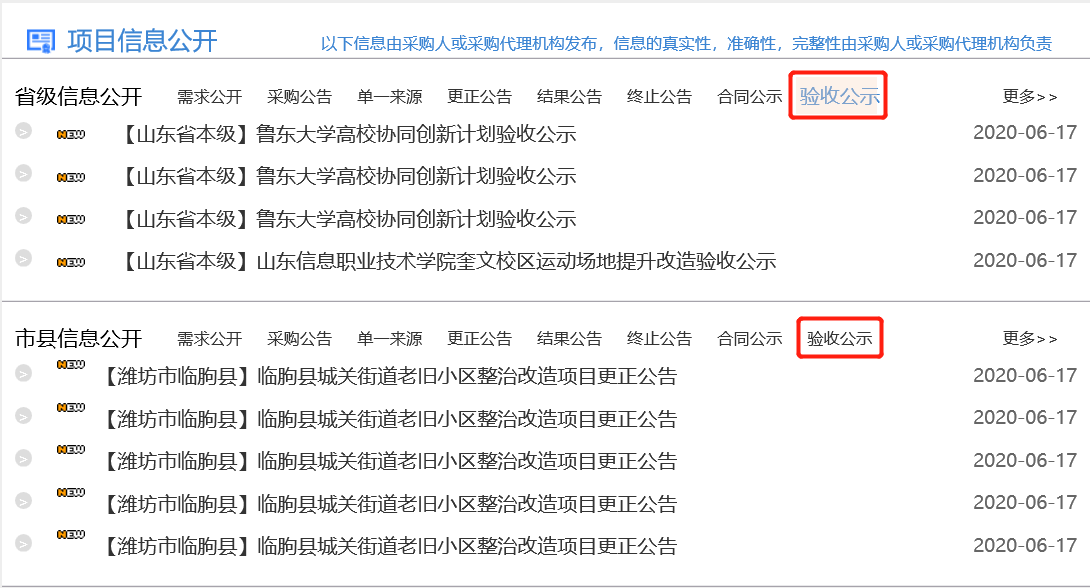 项目信息公开 以下信息由采购人或采购代理机构发布，信息的真实性，准确性，完整性由采购人或采购代理机构负责
省级信息公开 需求公开 采购公告 单一来源 更正公告 结果公告 终止公告 合同公示 验收公示 更多>>
NEW 【山东省本级】鲁东大学高校协同创新计划验收公示 2020-06-17
NEW 【山东省本级】鲁东大学高校协同创新计划验收公示 2020-06-17
NEW 【山东省本级】鲁东大学高校协同创新计划验收公示 2020-06-17
NEW 【山东省本级】山东信息职业技术学院奎文校区运动场地提升改造验收公示 2020-06-17
市县信息公开 需求公开 采购公告 单一来源 更正公告 结果公告 终止公告 合同公示 验收公示 更多>>
NEW 【潍坊市临朐县】临朐县城关街道老旧小区整治改造项目更正公告 2020-06-17
NEW 【潍坊市临朐县】临朐县城关街道老旧小区整治改造项目更正公告 2020-06-17
NEW 【潍坊市临朐县】临朐县城关街道老旧小区整治改造项目更正公告 2020-06-17
NEW 【潍坊市临朐县】临朐县城关街道老旧小区整治改造项目更正公告 2020-06-17
NEW 【潍坊市临朐县】临朐县城关街道老旧小区整治改造项目更正公告 2020-06-17